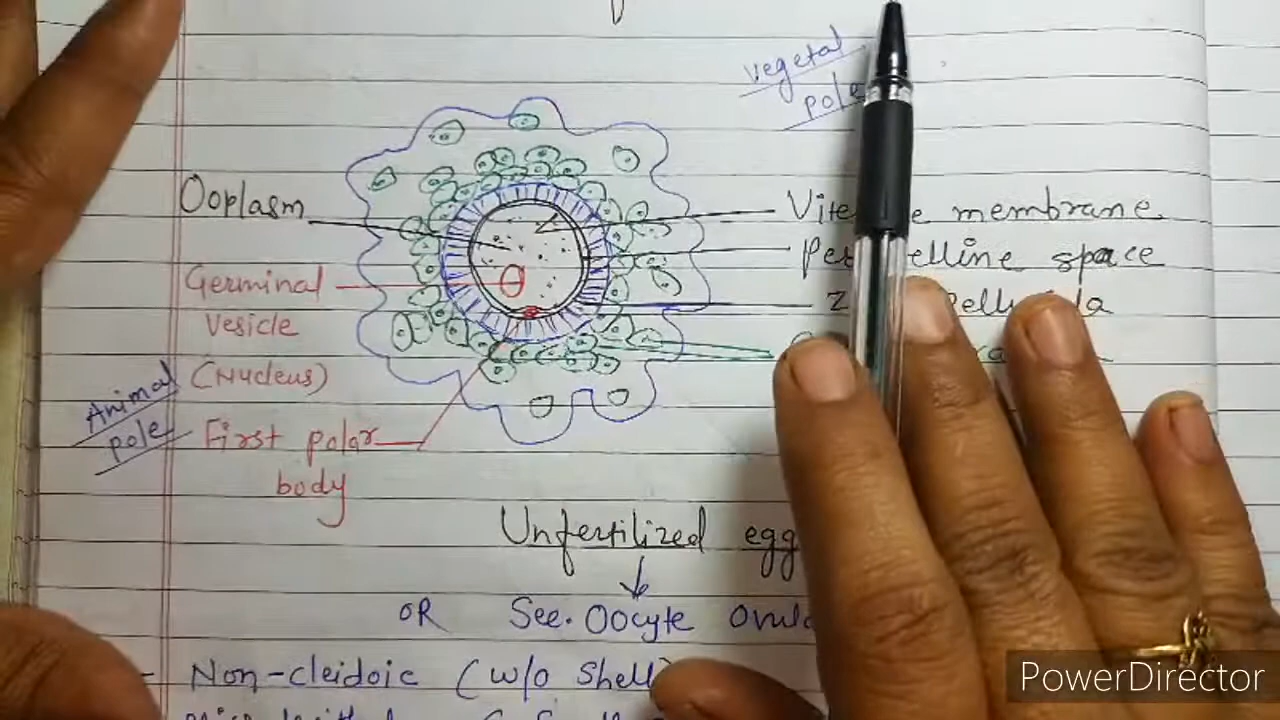 vegetal
pole
Ooplasm
membrane
space
Germinal
vesicle
(Nucleus)
Animal
pole
First polar
body
Unfertilized egg
OR See. Oocyte
- Non-cleidoic (w/o Shell)
PowerDirector